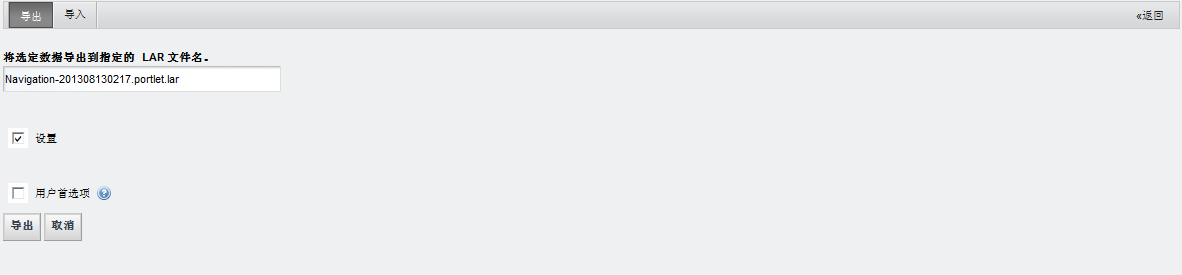 导出 导入 «返回
将选定数据导出到指定的 LAR 文件名。
Navigation-201308130217.portlet.lar
设置
用户首选项
导出 取消